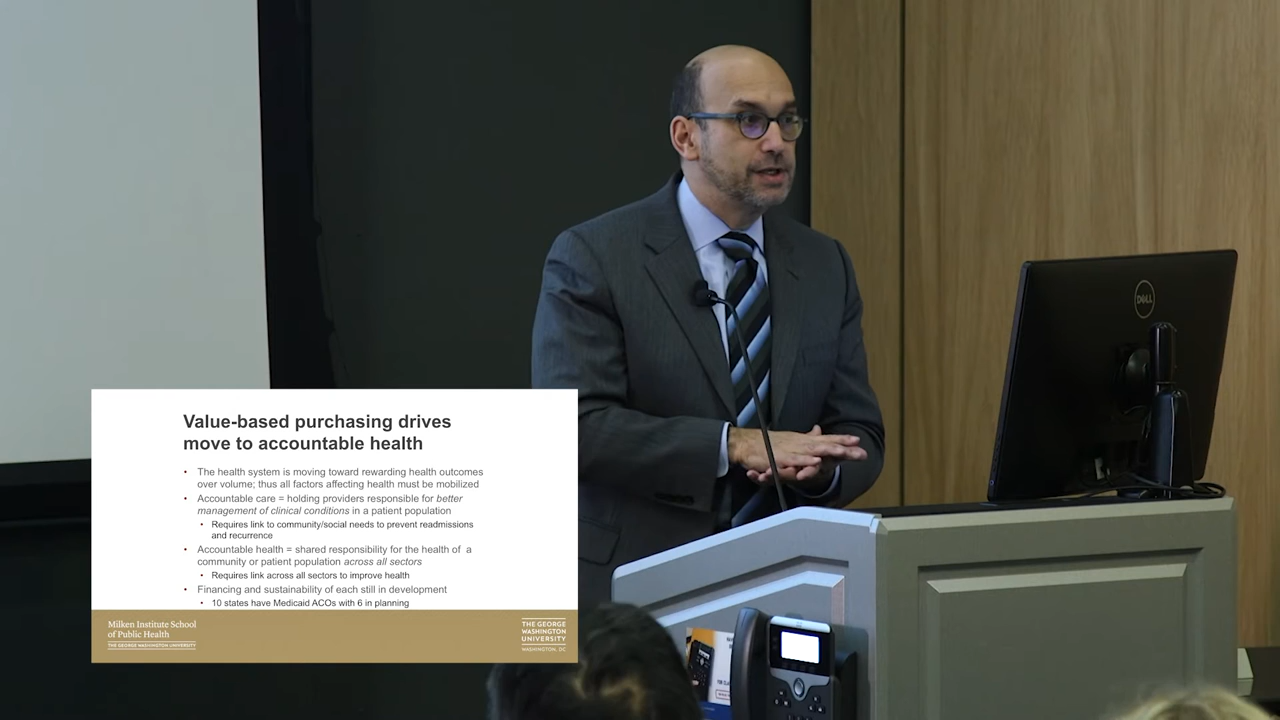 DELL
Value-based purchasing drives
move to accountable health
• The health system is moving toward rewarding health outcomes
over volume; thus all factors affecting health must be mobilized
• Accountable care = holding providers responsible for better
management of clinical conditions in a patient population
• Requires link to community/social needs to prevent readmissions
and recurrence
• Accountable health = shared responsibility for the health of a
community or patient population across all sectors
• Requires link across all sectors to improve health
• Financing and sustainability of each still in development
• 10 states have Medicaid ACOs with 6 in planning
Milken Institute School
of Public Health
THE GEORGE WASHINGTON UNIVERSITY
THE GEORGE
WASHINGTON
UNIVERSITY
WASHINGTON, DC